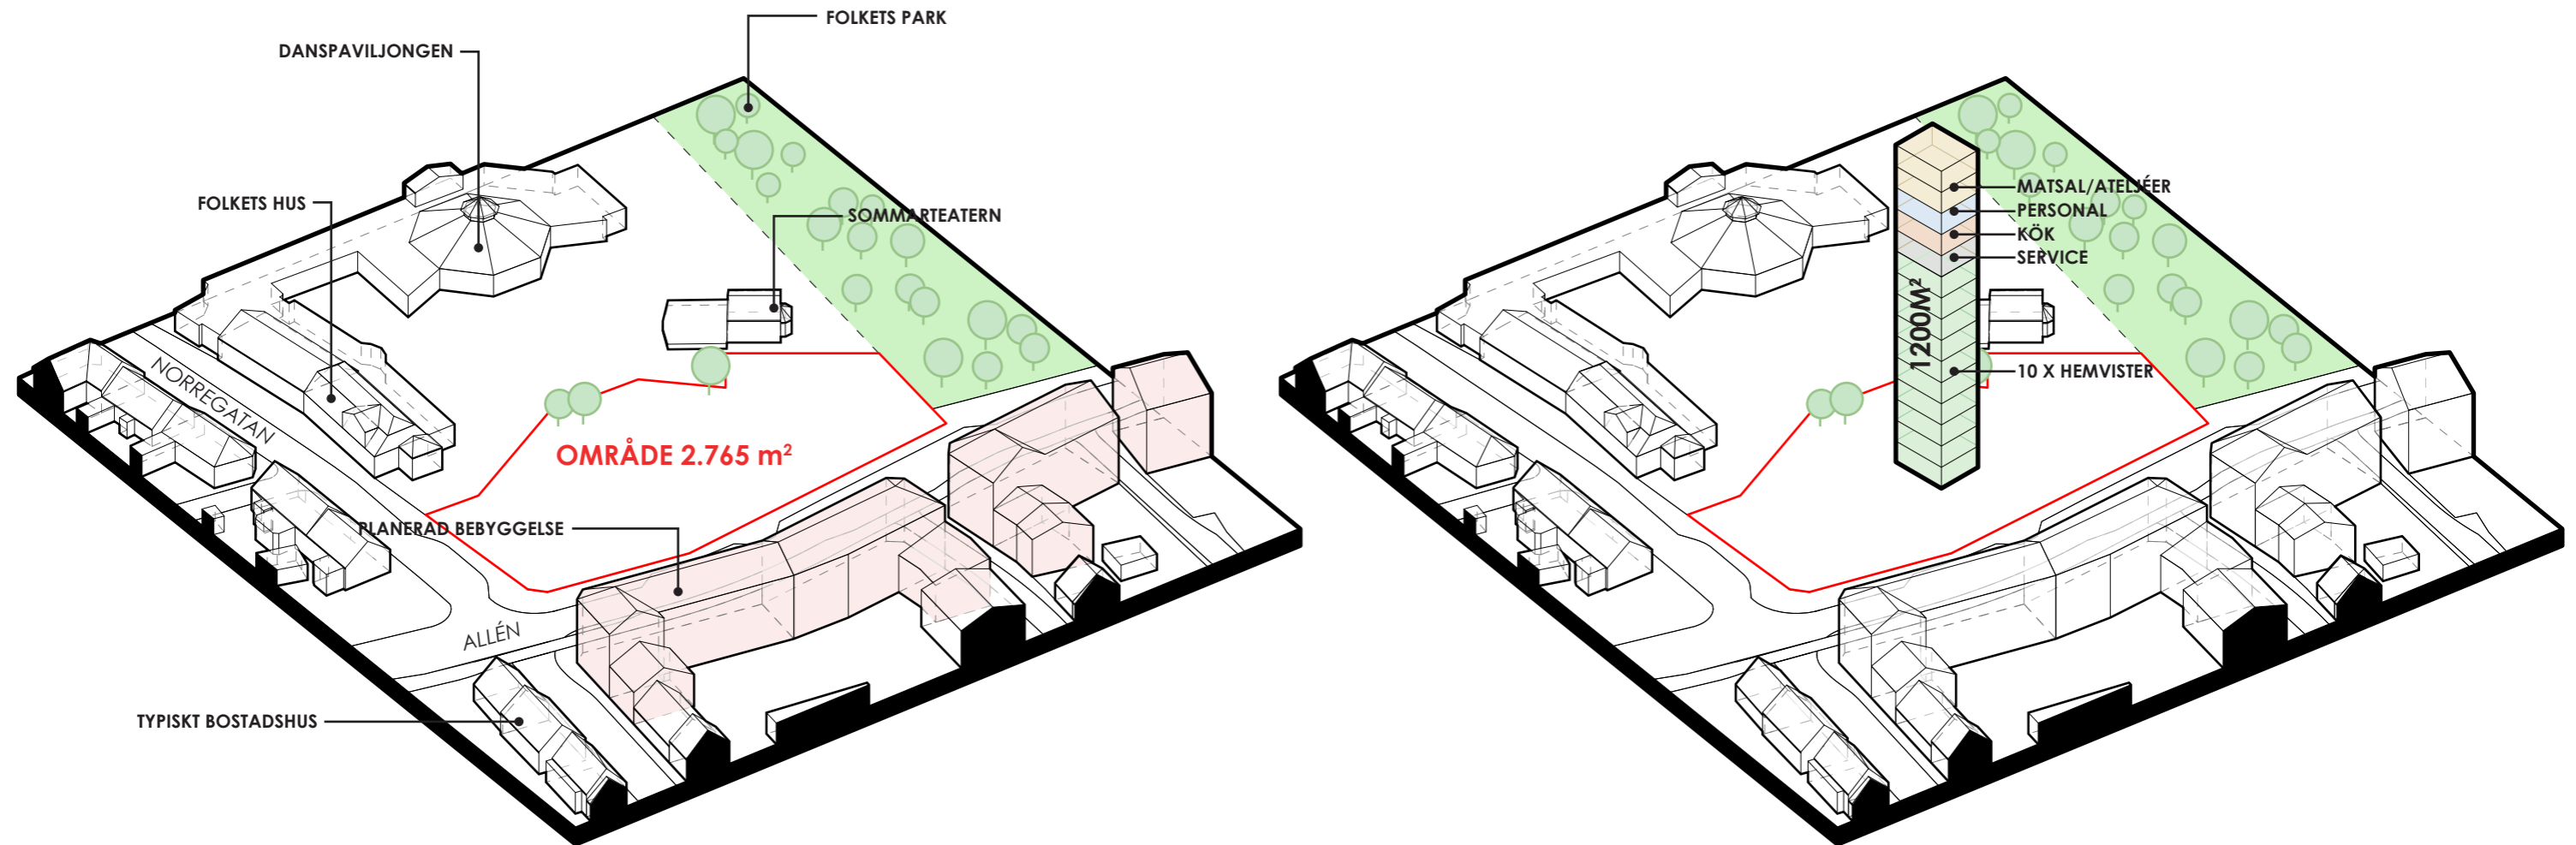 FOLKETS PARK
DANSPAVILJONGEN
FOLKETS HUS
SOMMARTEATERN
NORREGATAN
OMRÅDE 2.765 m²
PLANERAD BEBYGGELSE
ALLÉN
TYPISKT BOSTADSHUS
MATSAL/ATELJÉER
PERSONAL
KÖK
SERVICE
1200M²
10 X HEMVISTER